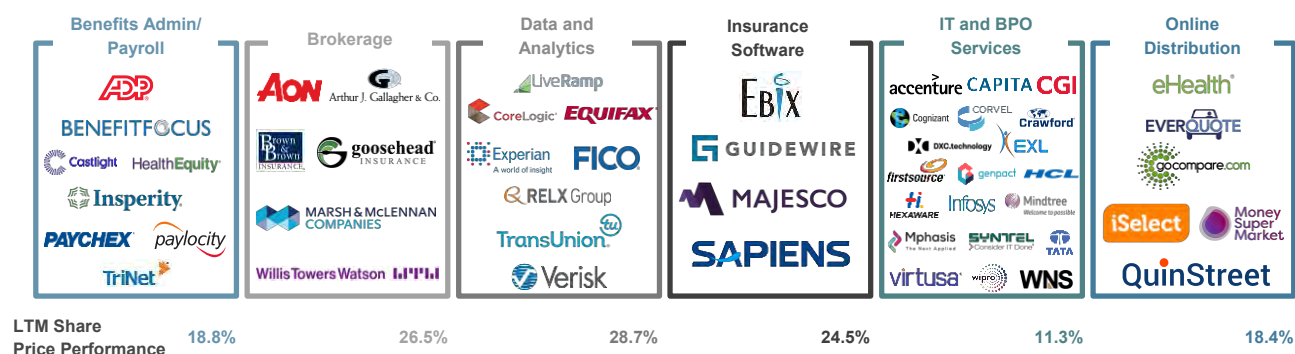 Benefits Admin/
Payroll
ADP
BENEFITFOCUS
Castlight
HealthEquity
Insperity
PAYCHEX
paylocity
TriNet
Brokerage
AON
G
Arthur J. Gallagher & Co.
Brown & Brown
INSURANCE
goosehead
INSURANCE
MARSH & McLENNAN
COMPANIES
Willis Towers Watson
Data and
Analytics
LiveRamp
CoreLogic
EQUIFAX
Experian
A world of insight
FICO
RELX Group
TransUnion
tu
Verisk
Insurance
Software
EBIX
GUIDEWIRE
MAJESCO
SAPIENS
IT and BPO
Services
accenture
CAPITA
CGI
Cognizant
CORVEL
Crawford
DXC.technology
EXL
firstsource
genpact
HCL
Hi
HEXAWARE
Infosys
Mindtree
Welcome to possible
Mphasis
The Next Applied
SYNTEL
Consider IT Done
TATA
virtusa
wipro
WNS
Online
Distribution
eHealth
EVERQUOTE
gocompare.com
iSelect
Money
Super
Market
QuinStreet
LTM Share
Price Performance
18.8%
26.5%
28.7%
24.5%
11.3%
18.4%